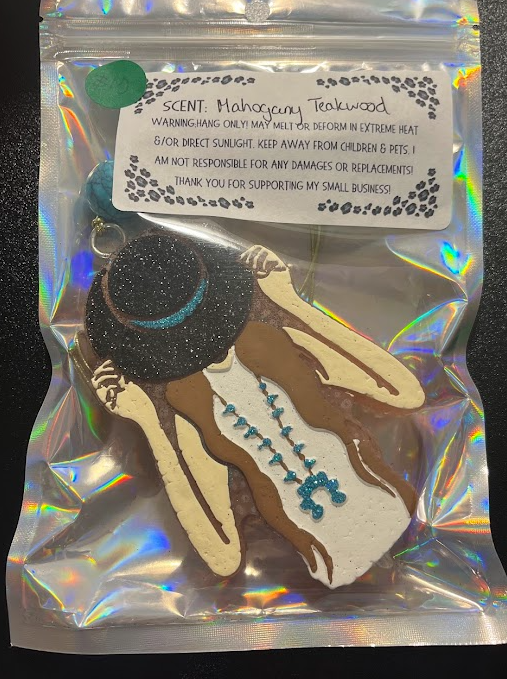 SCENT: Mahogany Teakwood
WARNING,HANG ONLY! MAY MELT OR DEFORM IN EXTREME HEAT
&/OR DIRECT SUNLIGHT. KEEP AWAY FROM CHILDREN & PETS. I
AM NOT RESPONSIBLE FOR ANY DAMAGES OR REPLACEMENTS!
THANK YOU FOR SUPPORTING MY SMALL BUSINESS!